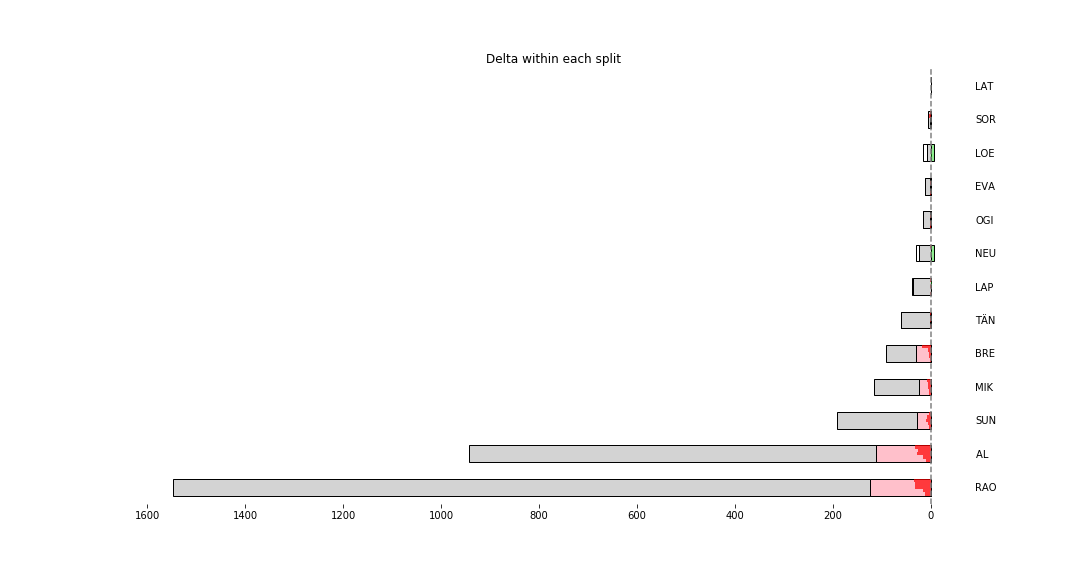 Delta within each split
LAT
SOR
LOE
EVA
OGI
NEU
LAP
TÄN
BRE
MIK
SUN
AL
RAO
1600 1400 1200 1000 800 600 400 200 0